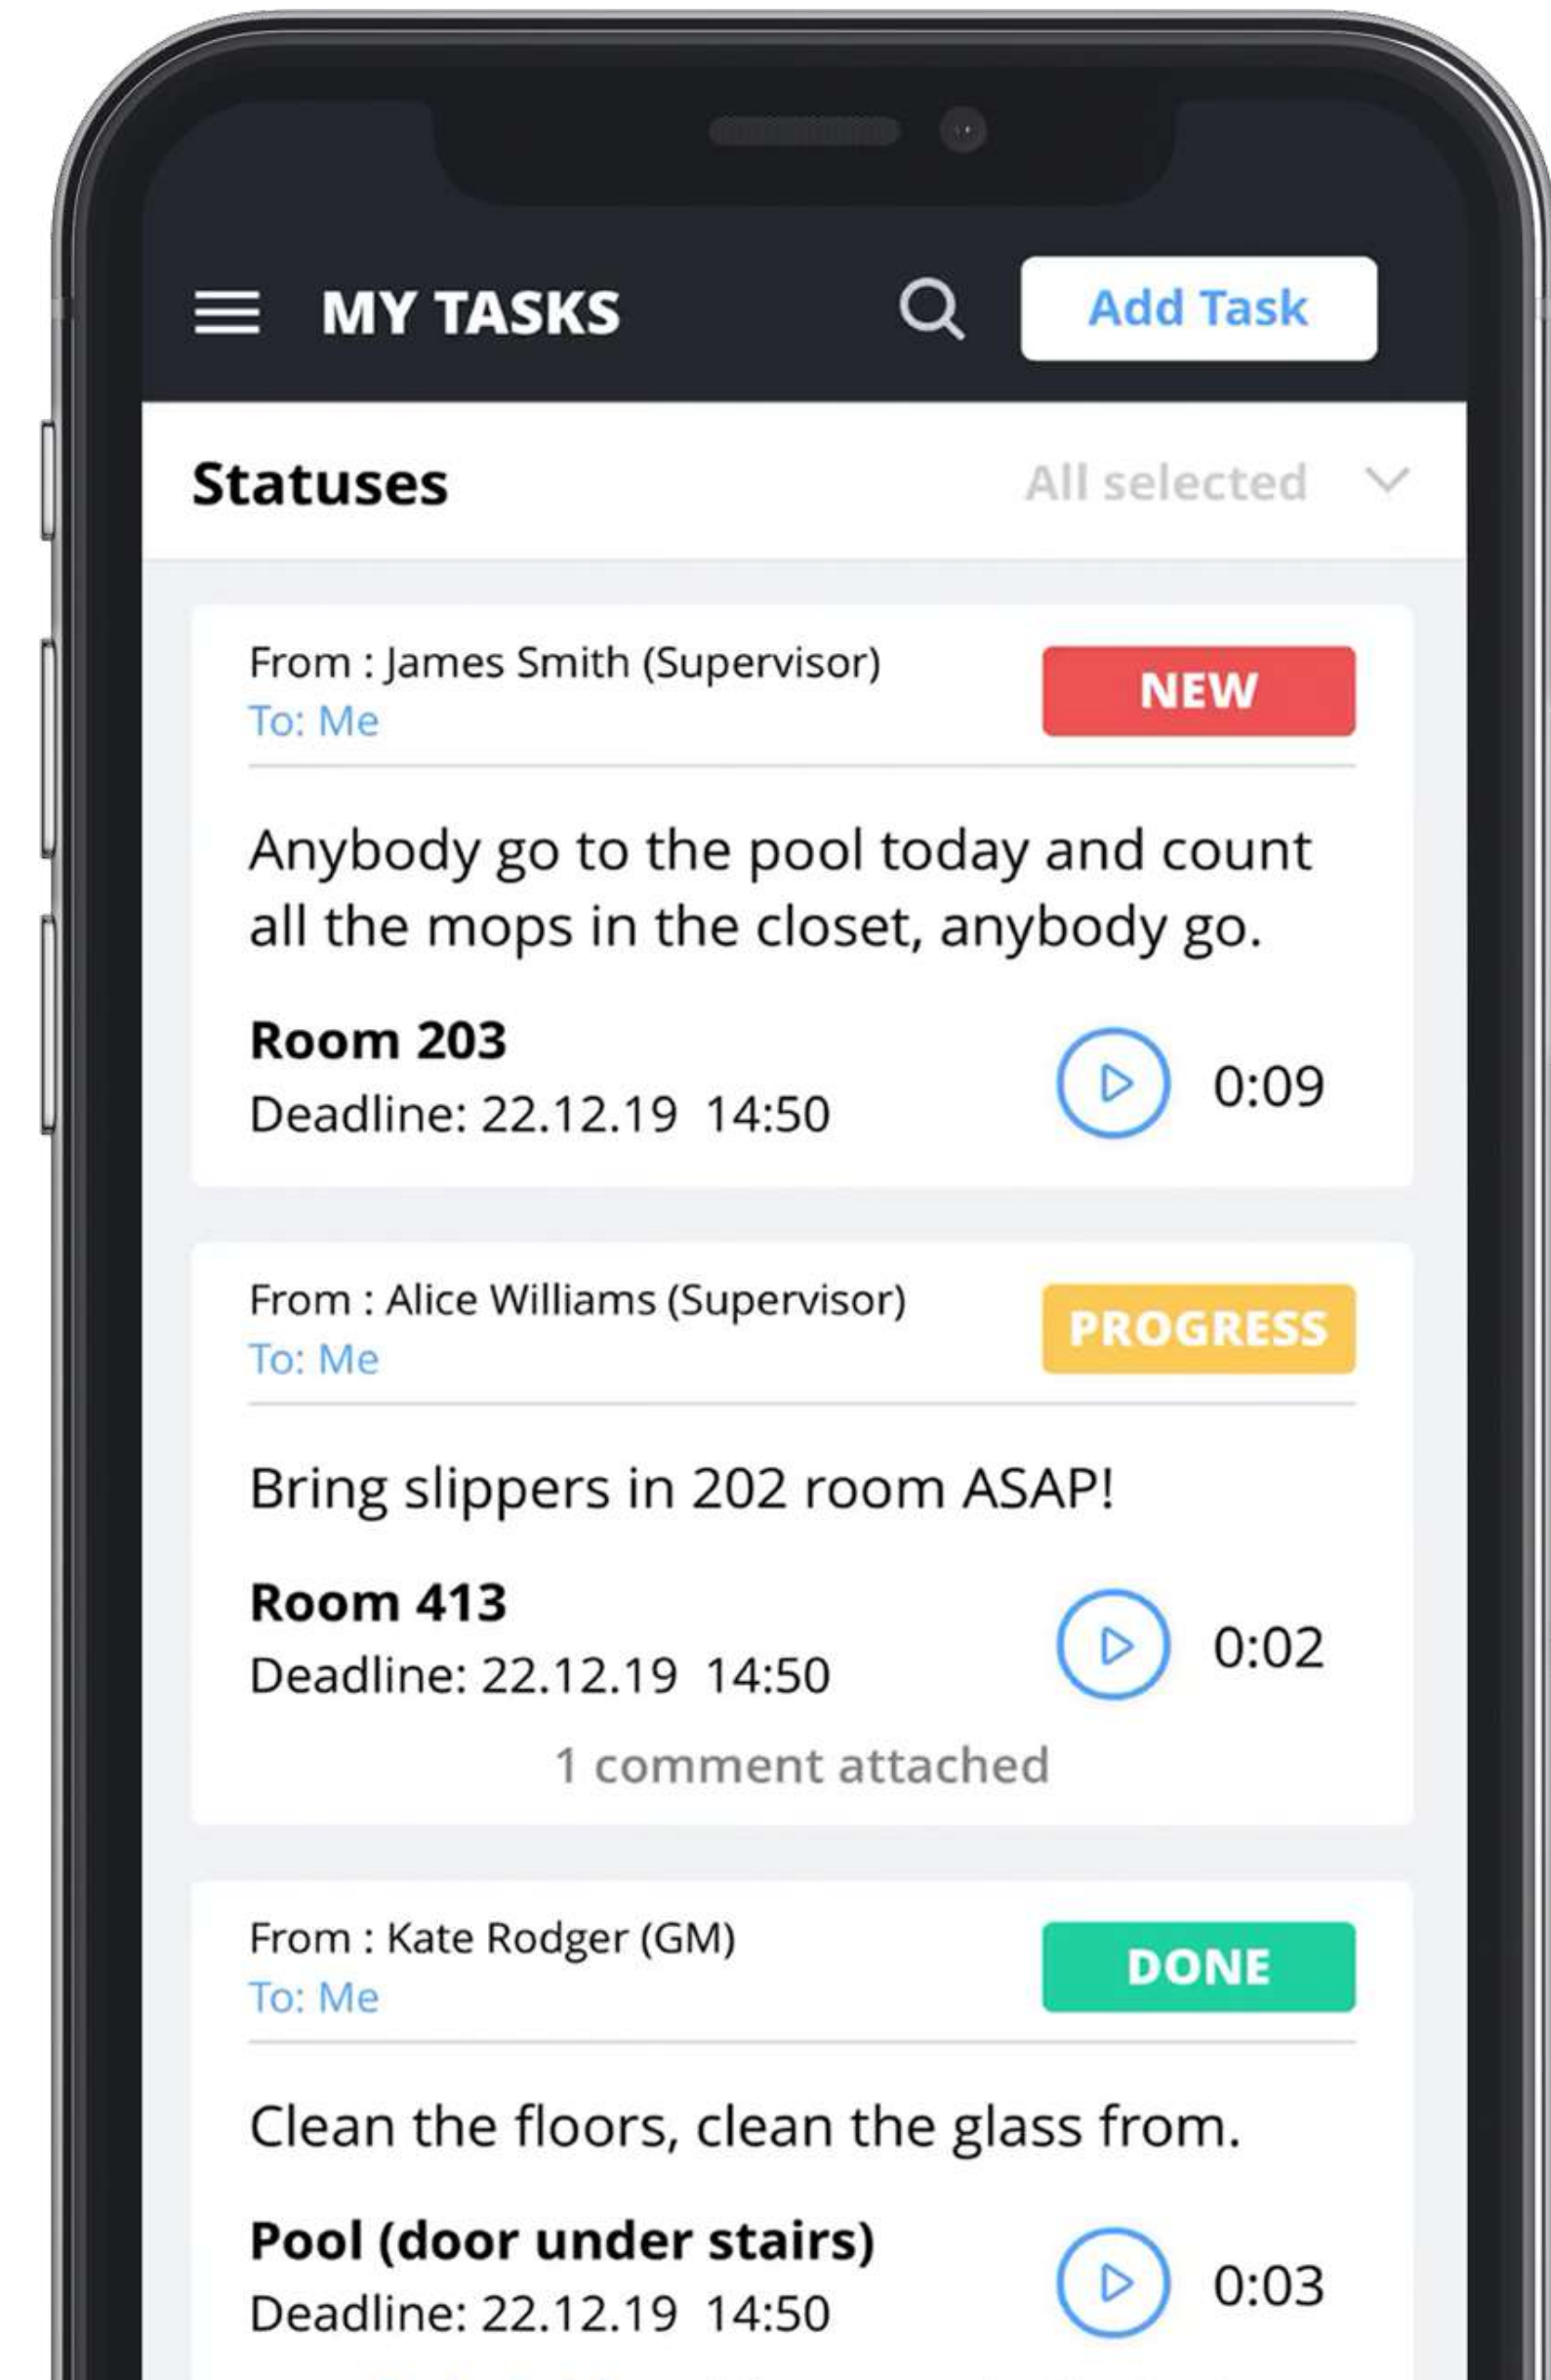 MY TASKS
Add Task
Statuses
All selected
From : James Smith (Supervisor)
To: Me
NEW
Anybody go to the pool today and count
all the mops in the closet, anybody go.
Room 203
Deadline: 22.12.19 14:50
0:09
From : Alice Williams (Supervisor)
To: Me
PROGRESS
Bring slippers in 202 room ASAP!
Room 413
Deadline: 22.12.19 14:50
0:02
1 comment attached
From : Kate Rodger (GM)
To: Me
DONE
Clean the floors, clean the glass from.
Pool (door under stairs)
Deadline: 22.12.19 14:50
0:03